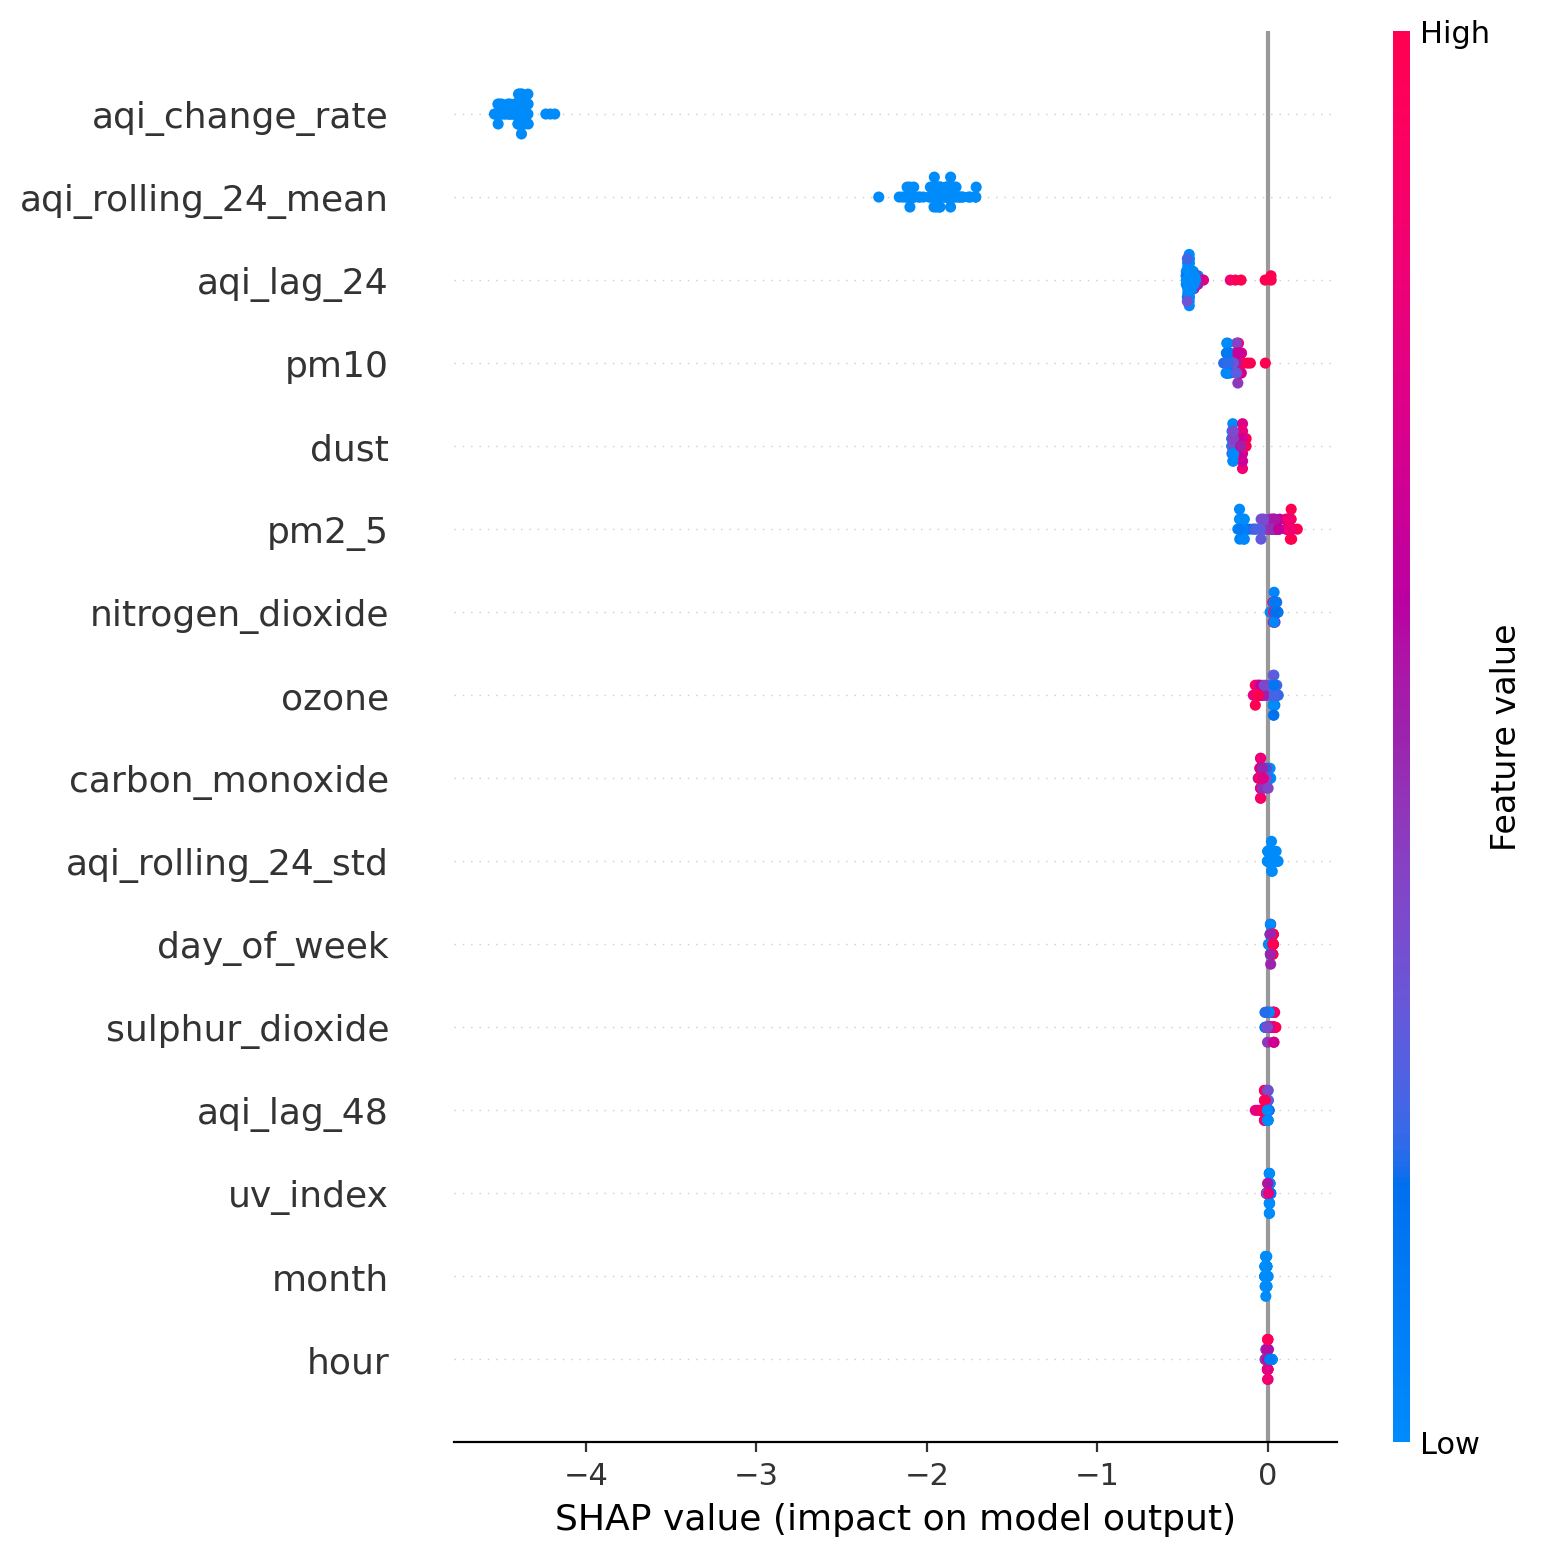 High
aqi_change_rate
aqi_rolling_24_mean
aqi_lag_24
pm10
dust
pm2_5
nitrogen_dioxide
ozone
carbon_monoxide
aqi_rolling_24_std
day_of_week
sulphur_dioxide
aqi_lag_48
uv_index
month
hour
Feature value
Low
−4 −3 −2 −1 0
SHAP value (impact on model output)